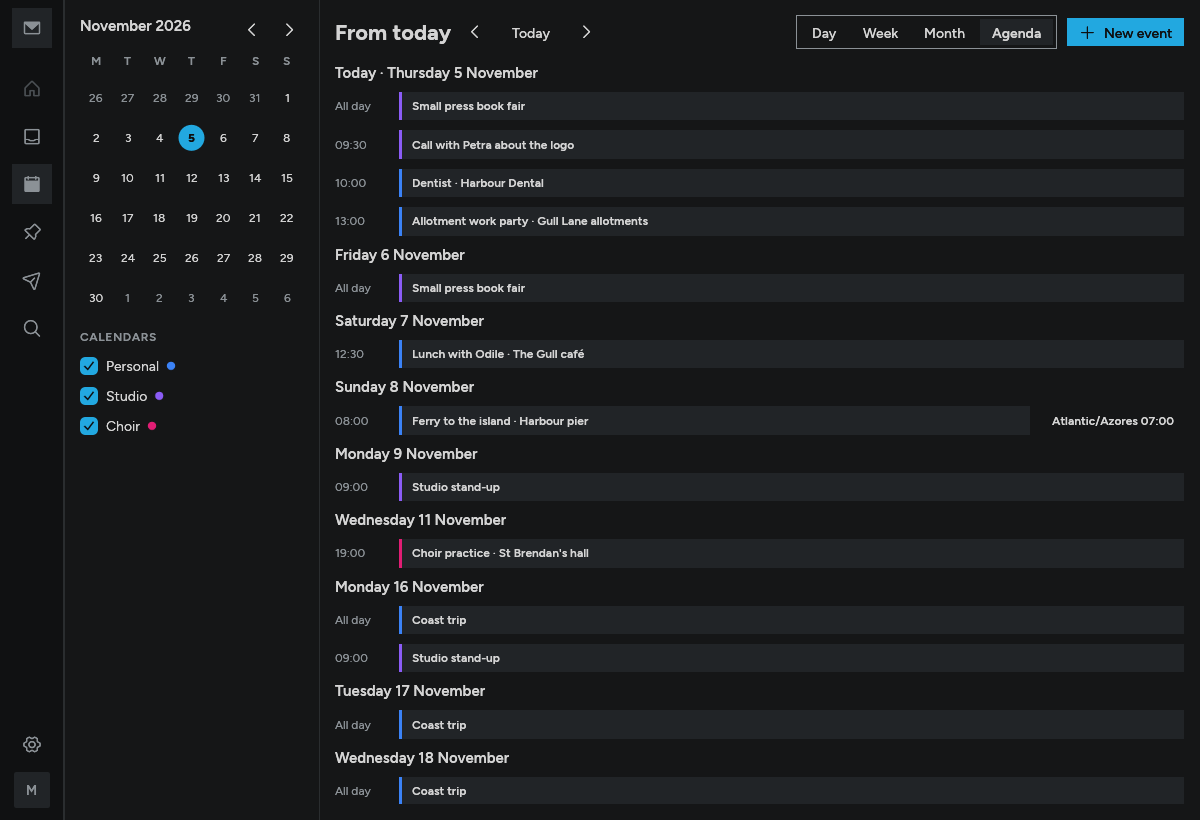 November 2026
M T W T F S S
26 27 28 29 30 31 1
2 3 4 5 6 7 8
9 10 11 12 13 14 15
16 17 18 19 20 21 22
23 24 25 26 27 28 29
30 1 2 3 4 5 6
CALENDARS
Personal
Studio
Choir
M
From today
Today
Day Week Month Agenda
New event
Today · Thursday 5 November
All day Small press book fair
09:30 Call with Petra about the logo
10:00 Dentist · Harbour Dental
13:00 Allotment work party · Gull Lane allotments
Friday 6 November
All day Small press book fair
Saturday 7 November
12:30 Lunch with Odile · The Gull café
Sunday 8 November
08:00 Ferry to the island · Harbour pier Atlantic/Azores 07:00
Monday 9 November
09:00 Studio stand-up
Wednesday 11 November
19:00 Choir practice · St Brendan's hall
Monday 16 November
All day Coast trip
09:00 Studio stand-up
Tuesday 17 November
All day Coast trip
Wednesday 18 November
All day Coast trip